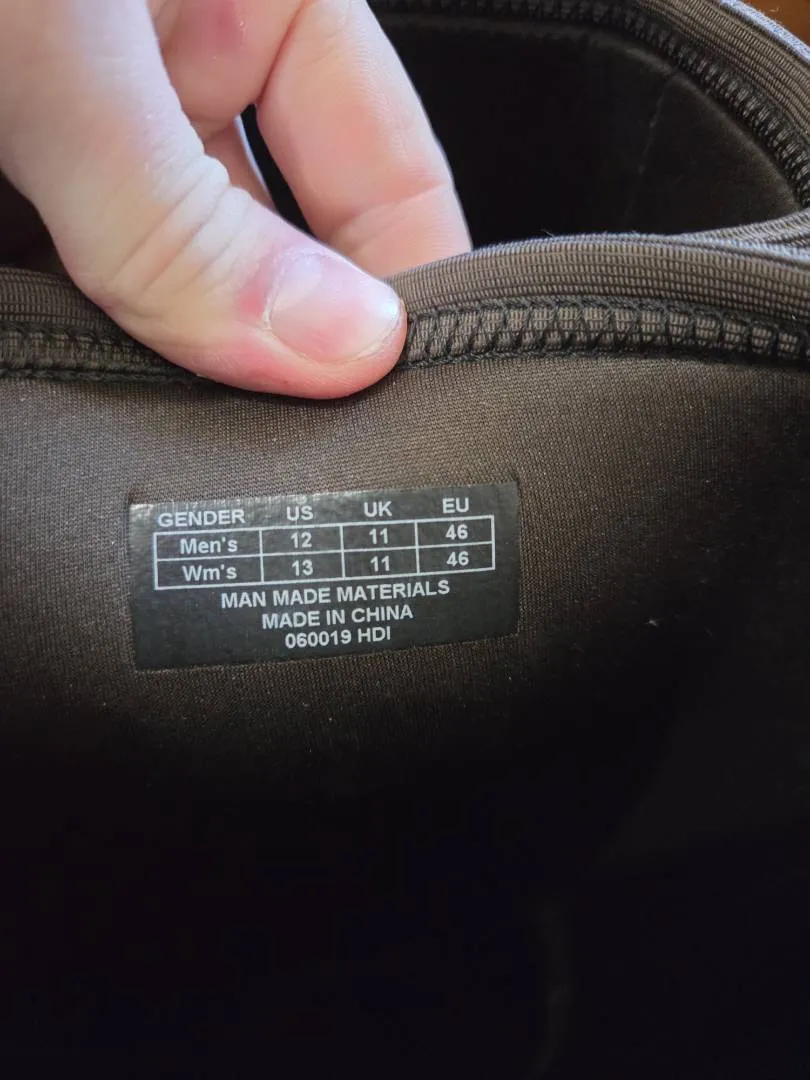 GENDER US UK EU
Men's 12 11 46
Wm's 13 11 46
MAN MADE MATERIALS
MADE IN CHINA
060019 HDI